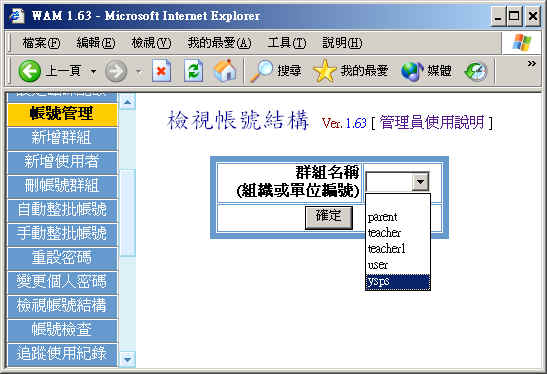 WAM 1.63 - Microsoft Internet Explorer
檔案(F) 編輯(E) 檢視(V) 我的最愛(A) 工具(T) 說明(H)
上一頁 搜尋 我的最愛 媒體
帳號管理
新增群組
新增使用者
刪帳號群組
自動整批帳號
手動整批帳號
重設密碼
變更個人密碼
檢視帳號結構
帳號檢查
追蹤使用紀錄
檢視帳號結構 Ver.1.63 [ 管理員使用說明 ]
群組名稱
(組織或單位編號)
確定
parent
teacher
teacher1
user
ysps